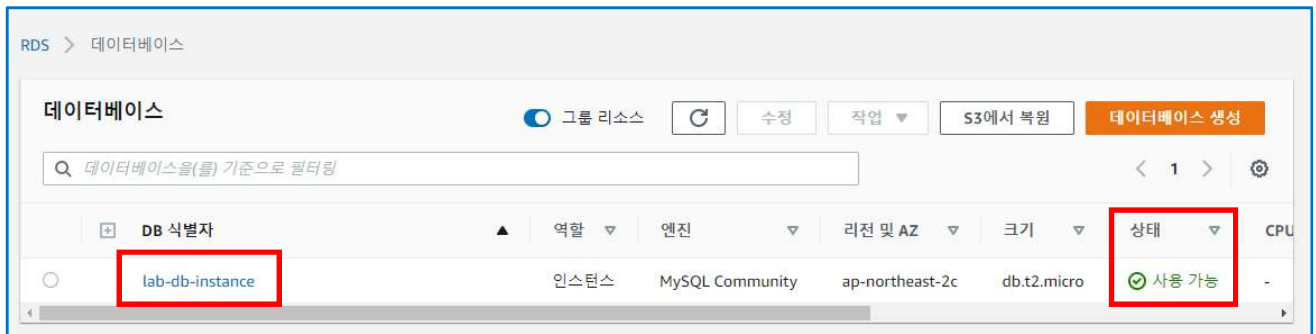 RDS > 데이터베이스
데이터베이스 그룹 리소스 수정 작업 S3에서 복원 데이터베이스 생성
데이터베이스을(를) 기준으로 필터링 < 1 >
DB 식별자 역할 엔진 리전 및 AZ 크기 상태 CPU
lab-db-instance 인스턴스 MySQL Community ap-northeast-2c db.t2.micro 사용 가능 -